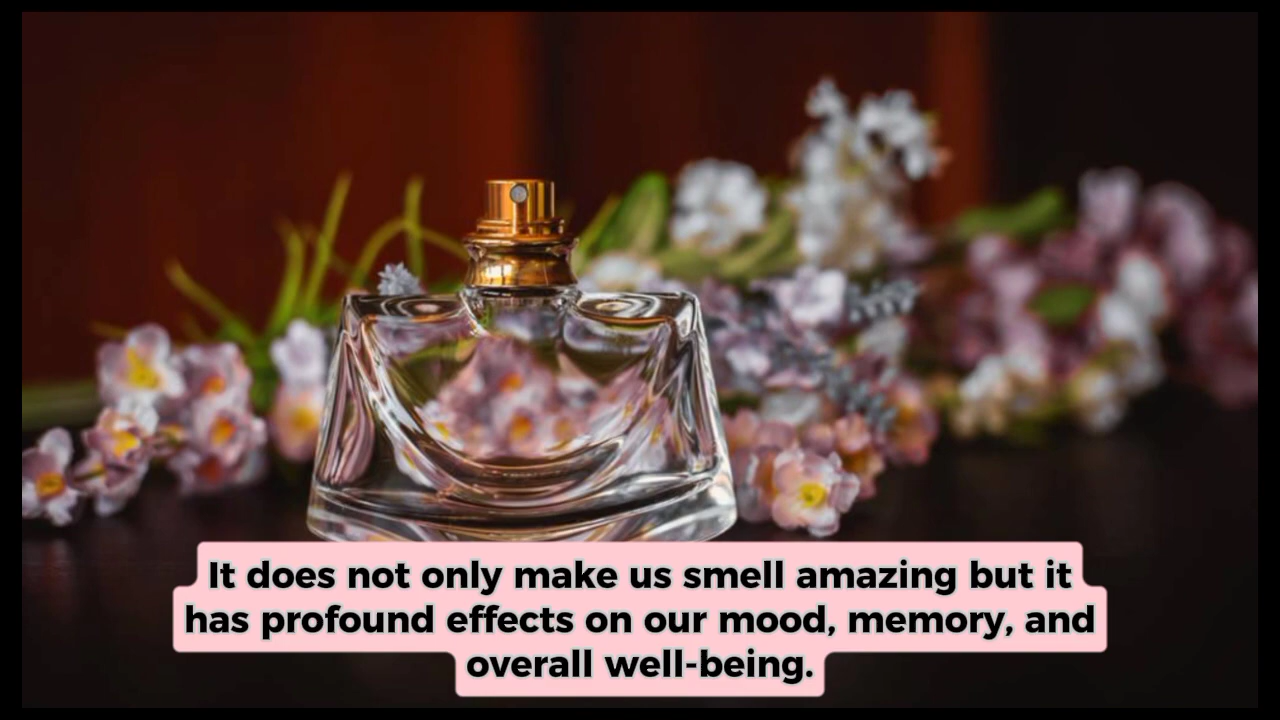 It does not only make us smell amazing but it
has profound effects on our mood, memory, and
overall well-being.